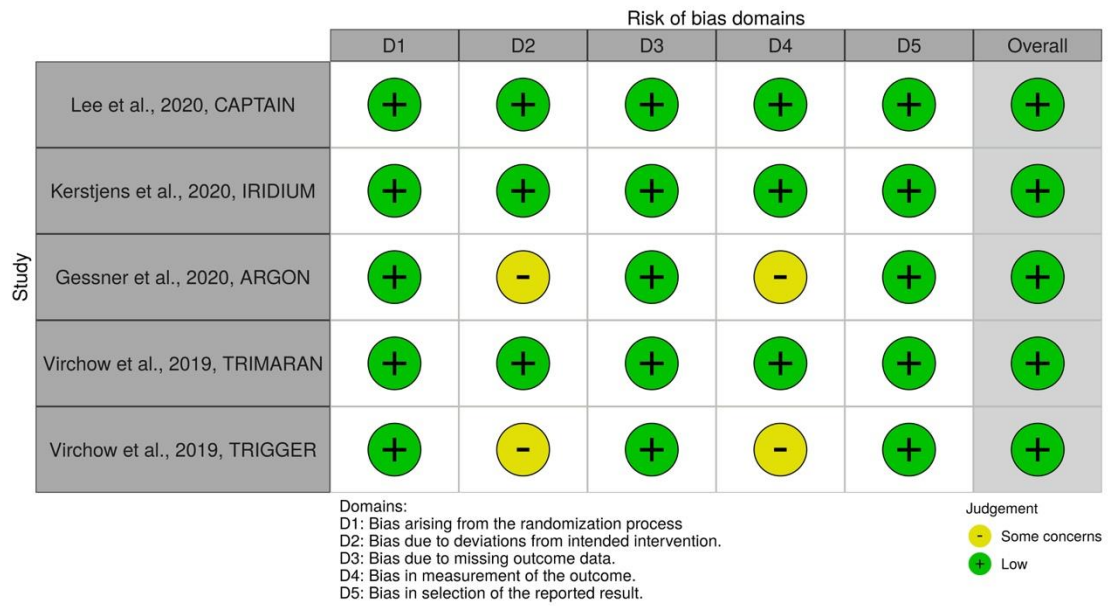 Risk of bias domains
D1 D2 D3 D4 D5 Overall
Study
Lee et al., 2020, CAPTAIN + + + + + +
Kerstjens et al., 2020, IRIDIUM + + + + + +
Gessner et al., 2020, ARGON + - + - + +
Virchow et al., 2019, TRIMARAN + + + + + +
Virchow et al., 2019, TRIGGER + - + - + +
Domains:
D1: Bias arising from the randomization process
D2: Bias due to deviations from intended intervention.
D3: Bias due to missing outcome data.
D4: Bias in measurement of the outcome.
D5: Bias in selection of the reported result.
Judgement
- Some concerns
+ Low